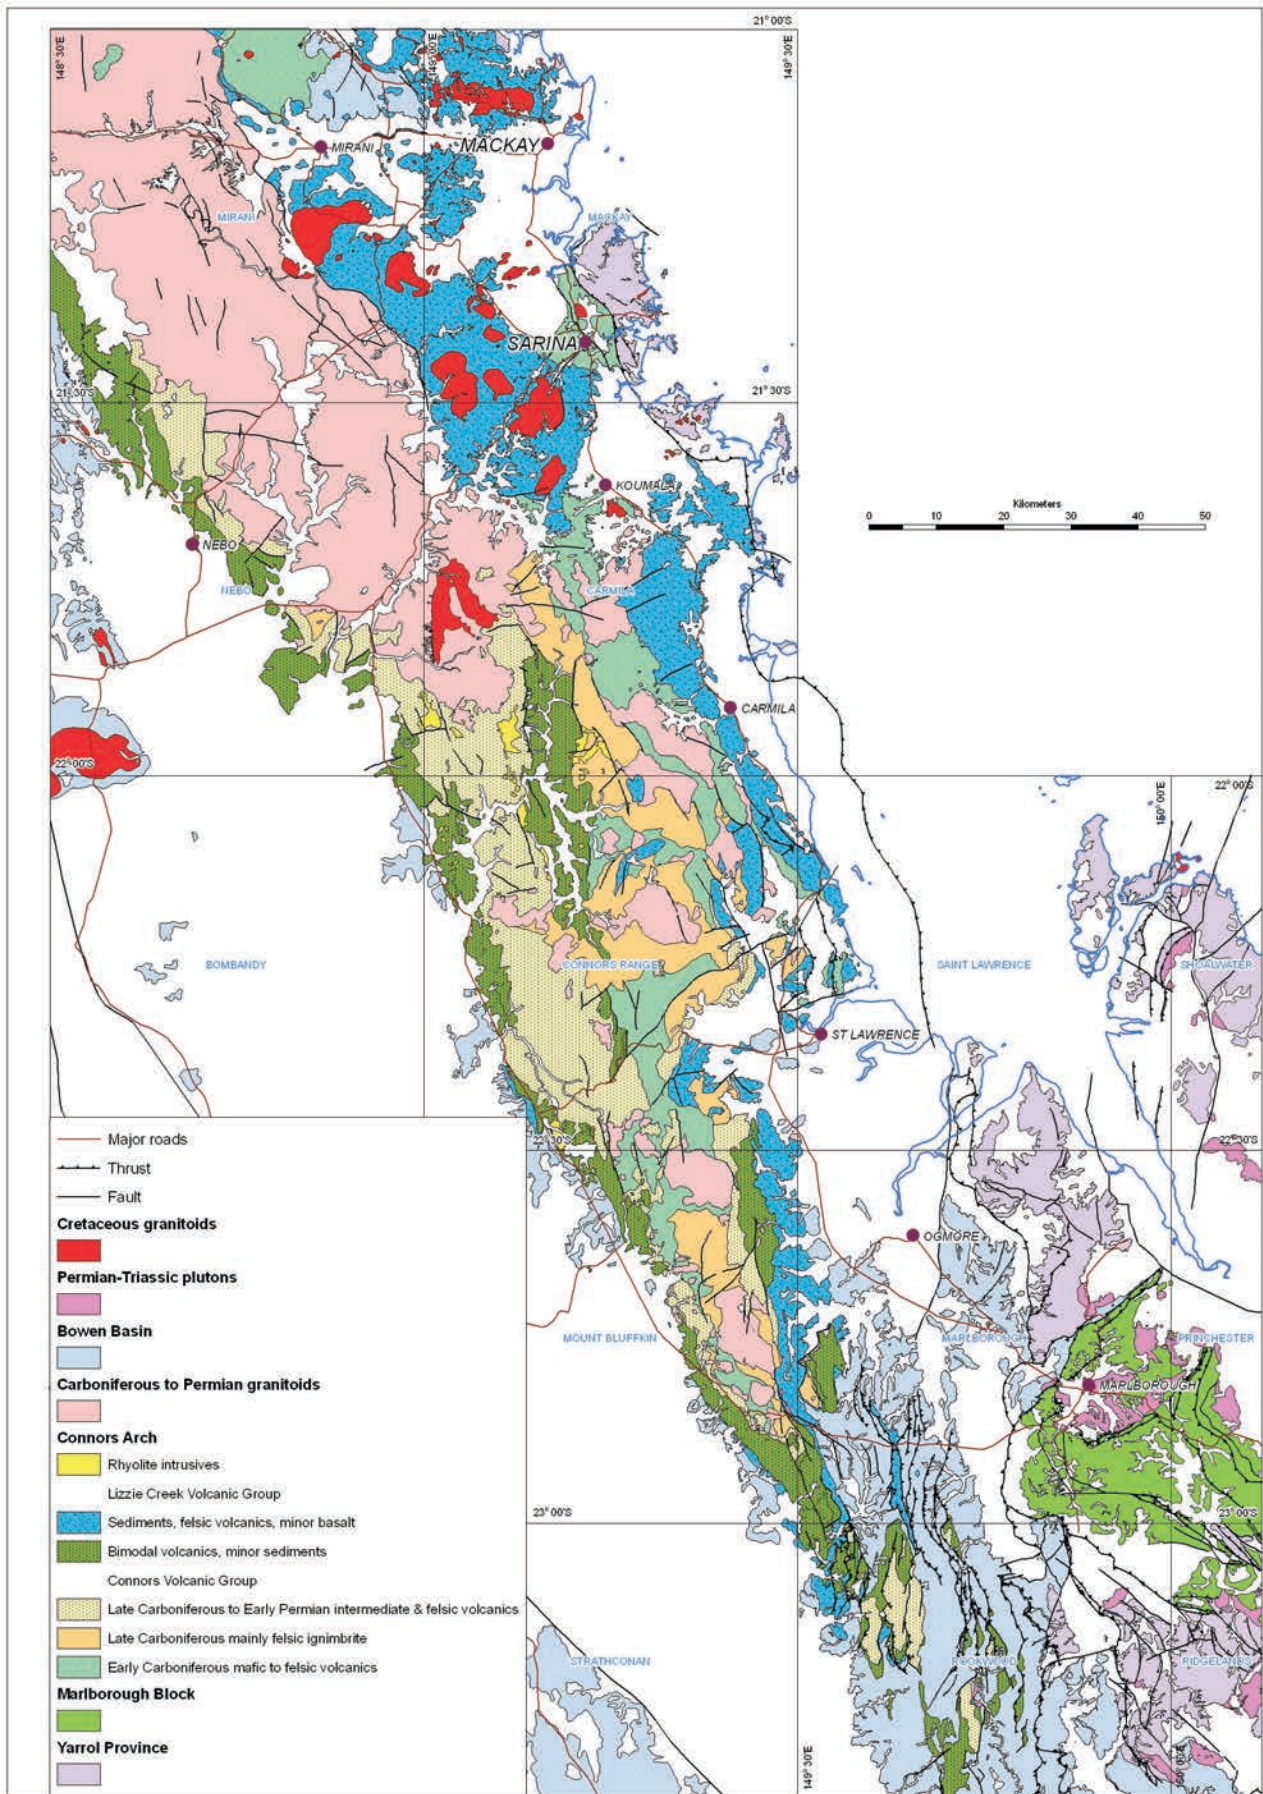 21° 00'S
148° 30'E
149° 00'E
149° 30'E
MIRANI
MACKAY
MIRANI
MACKAY
SARINA
21° 30'S
21° 30'S
KOUMALA
Kilometers
0 10 20 30 40 50
NEBO
NEBO
CARMILA
CARMILA
22° 00'S
150° 00'E
22° 00'S
BOMBANDY
CONNORS RANGE
SAINT LAWRENCE
SHOALWATER
ST LAWRENCE
22° 30'S
22° 30'S
OGMORE
MOUNT BLUFFKIN
MARLBOROUGH
PRINCHESTER
MARLBOROUGH
23° 00'S
23° 00'S
STRATHCONAN
ROOKWOOD
RIDGELANDS
149° 30'E
150° 00'E
Major roads
Thrust
Fault
Cretaceous granitoids
Permian-Triassic plutons
Bowen Basin
Carboniferous to Permian granitoids
Connors Arch
Rhyolite intrusives
Lizzie Creek Volcanic Group
Sediments, felsic volcanics, minor basalt
Bimodal volcanics, minor sediments
Connors Volcanic Group
Late Carboniferous to Early Permian intermediate & felsic volcanics
Late Carboniferous mainly felsic ignimbrite
Early Carboniferous mafic to felsic volcanics
Marlborough Block
Yarrol Province